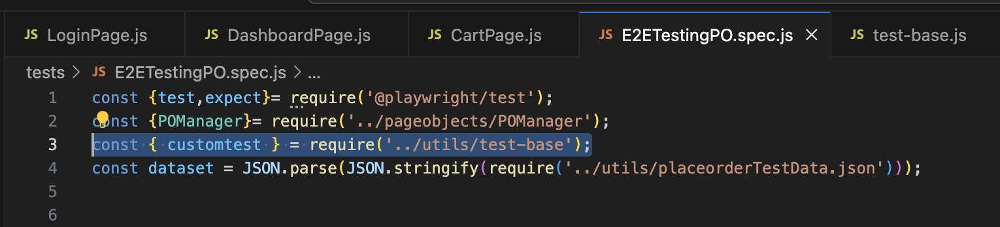 JS LoginPage.js JS DashboardPage.js JS CartPage.js JS E2ETestingPO.spec.js × JS test-base.js
tests > JS E2ETestingPO.spec.js > ...
1 const {test,expect}= require('@playwright/test');
2 const {POManager}= require('../pageobjects/POManager');
3 const { customtest } = require('../utils/test-base');
4 const dataset = JSON.parse(JSON.stringify(require('../utils/placeorderTestData.json')));
5
6